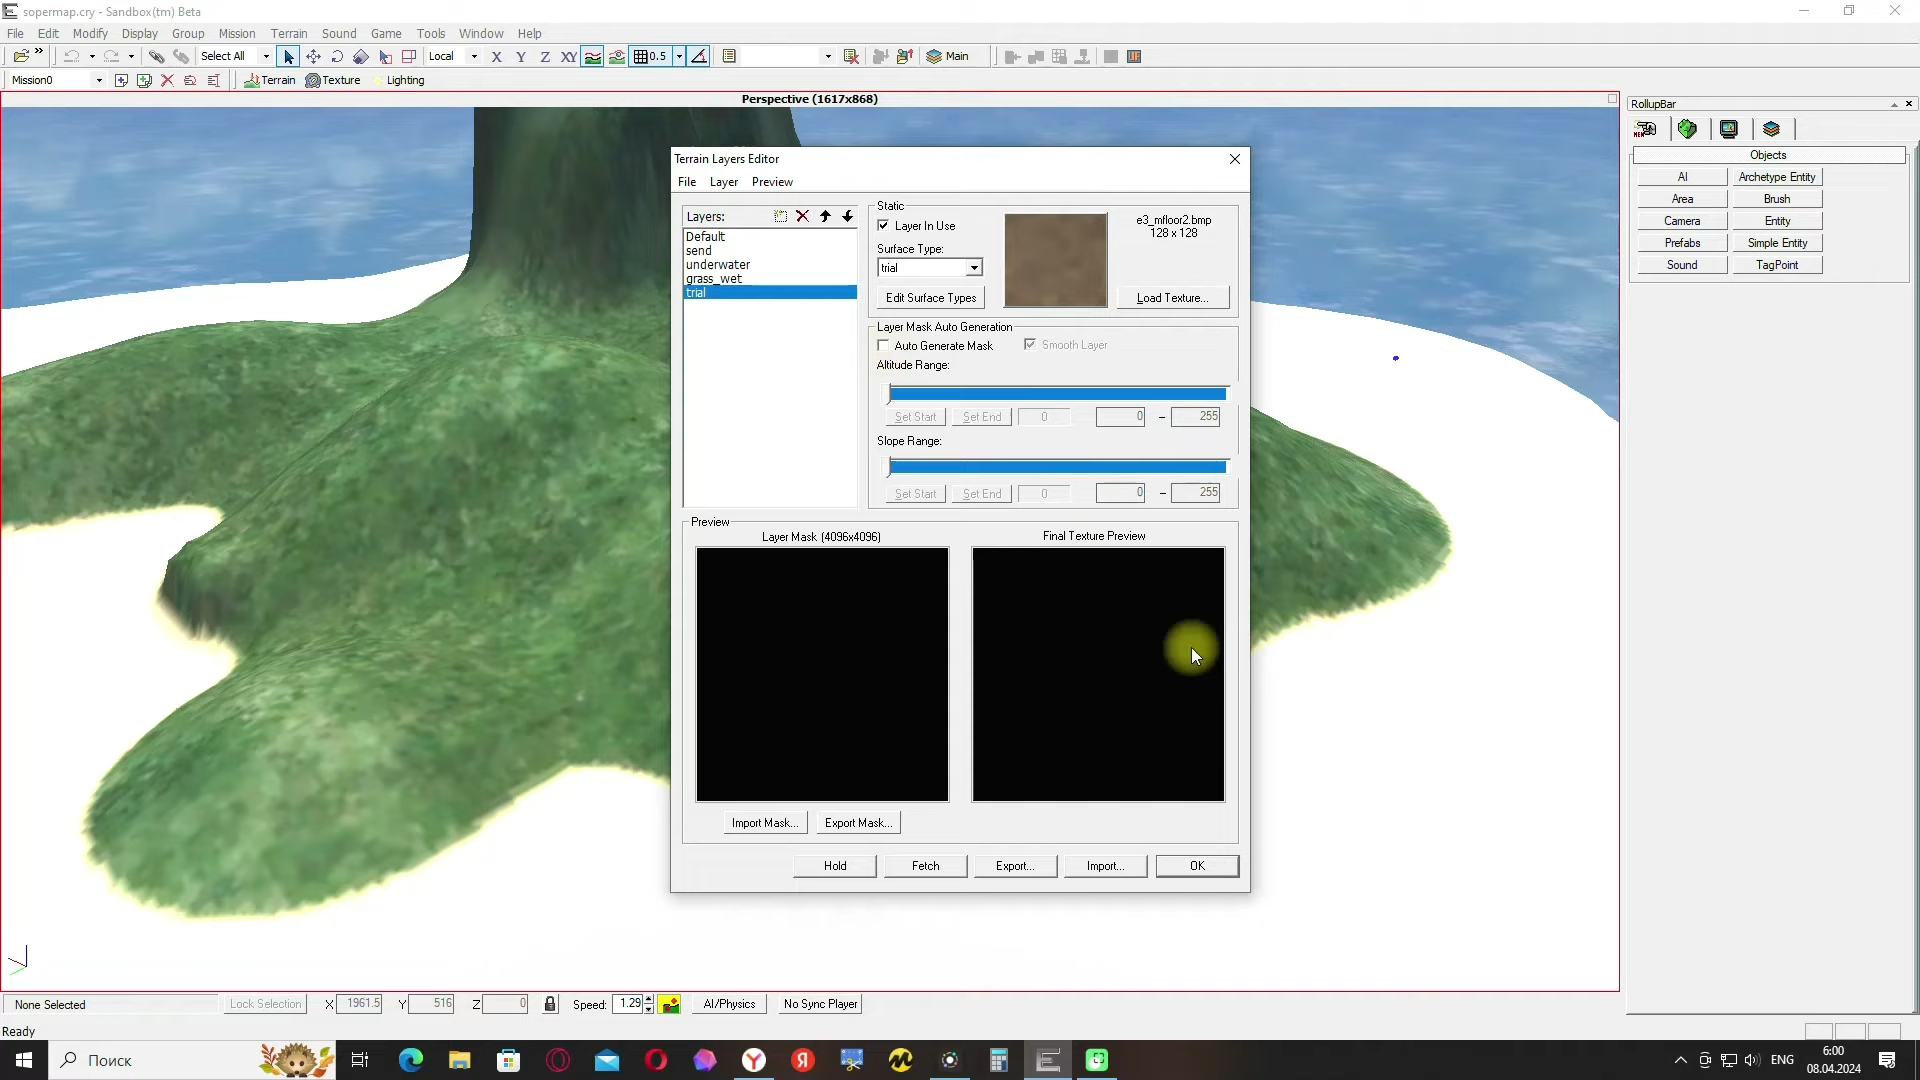 sopermap.cry - Sandbox(tm) Beta
File Edit Modify Display Group Mission Terrain Sound Game Tools Window Help
Select All Local X Y Z XY 0.5 Main
Mission0 Terrain Texture Lighting
Perspective (1617x868)
RollupBar
Objects
AI Archetype Entity
Area Brush
Camera Entity
Prefabs Simple Entity
Sound TagPoint
Terrain Layers Editor
File Layer Preview
Layers:
Default
send
underwater
grass_wet
trial
Static
Layer In Use
Surface Type:
trial
Edit Surface Types
e3_mfloor2.bmp
128 x 128
Load Texture...
Layer Mask Auto Generation
Auto Generate Mask Smooth Layer
Altitude Range:
Set Start Set End 0 0 - 255
Slope Range:
Set Start Set End 0 0 - 255
Preview
Layer Mask (4096x4096) Final Texture Preview
Import Mask... Export Mask...
Hold Fetch Export... Import... OK
None Selected Lock Selection X 1961.5 Y 516 Z 0 Speed: 1.29 AI/Physics No Sync Player
Ready
Поиск
ENG
6:00
08.04.2024